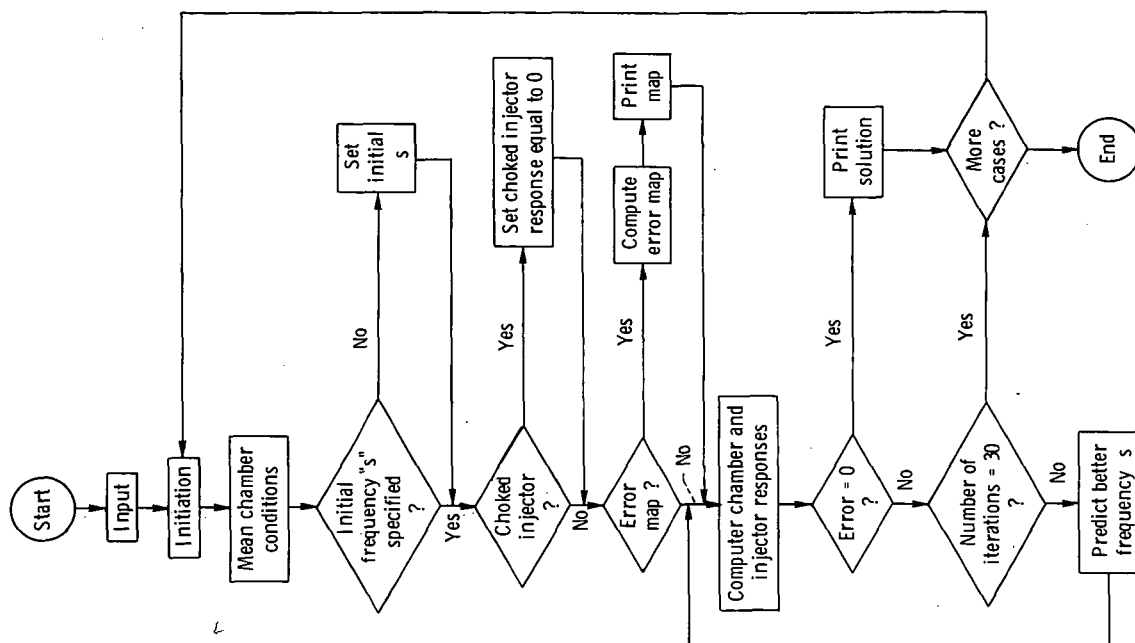 Start
Input
Initiation
Mean chamber
conditions
Initial
frequency "s"
specified
?
No
Set
initial
s
Yes
Choked
injector
?
Yes
Set choked injector
response equal to 0
No
Error
map ?
Yes
Compute
error map
Print
map
No
Computer chamber and
injector responses
Error = 0
?
Yes
Print
solution
No
Number of
iterations = 30
?
Yes
More
cases ?
End
No
Predict better
frequency s